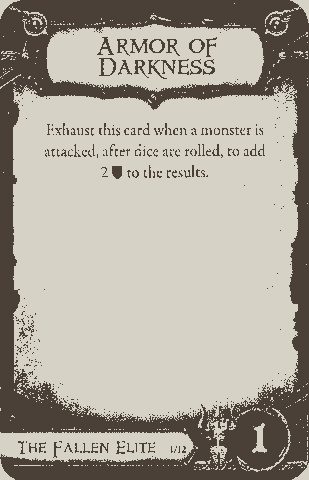 ARMOR OF
DARKNESS
Exhaust this card when a monster is
attacked, after dice are rolled, to add
2 to the results.
THE FALLEN ELITE 1/12
1